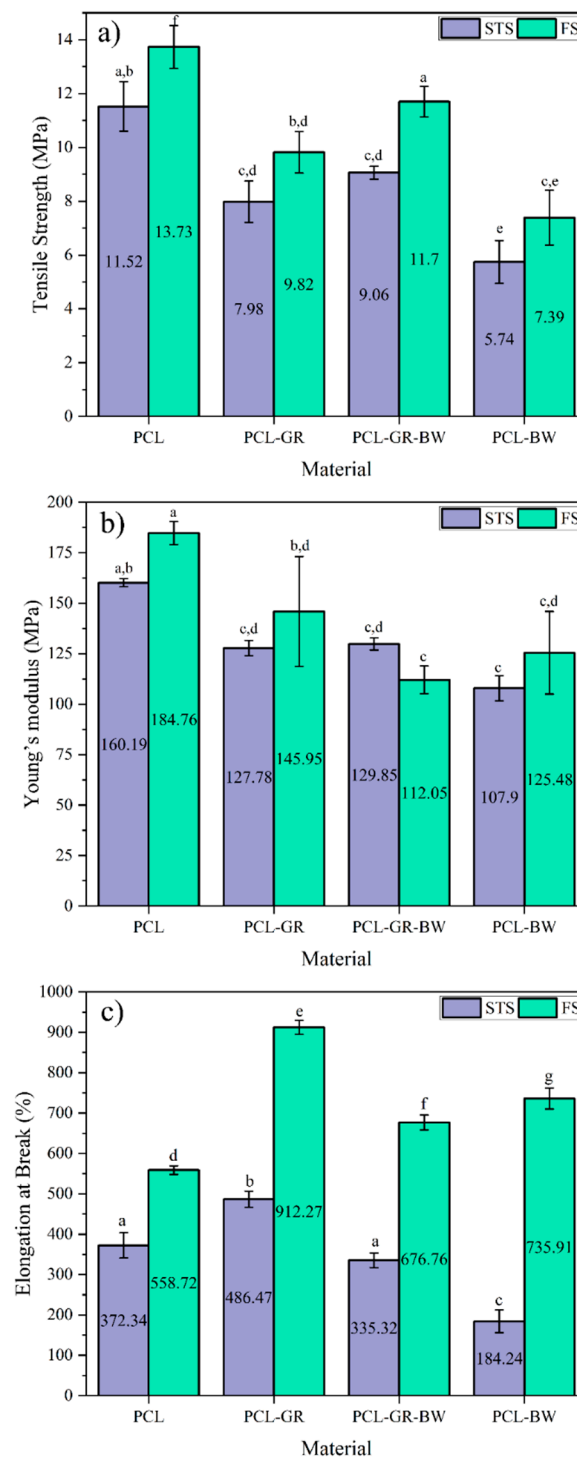 a)
STS FS
Tensile Strength (MPa)
14
12
10
8
6
4
2
0
a,b f c,d b,d c,d a e c,e
11.52 13.73 7.98 9.82 9.06 11.7 5.74 7.39
PCL PCL-GR PCL-GR-BW PCL-BW
Material
b)
STS FS
Young's modulus (MPa)
200
175
150
125
100
75
50
25
0
a,b a c,d b,d c,d c c,d c,d
160.19 184.76 127.78 145.95 129.85 112.05 107.9 125.48
PCL PCL-GR PCL-GR-BW PCL-BW
Material
c)
STS FS
Elongation at Break (%)
1000
900
800
700
600
500
400
300
200
100
0
a d b e a f c g
372.34 558.72 486.47 912.27 335.32 676.76 184.24 735.91
PCL PCL-GR PCL-GR-BW PCL-BW
Material